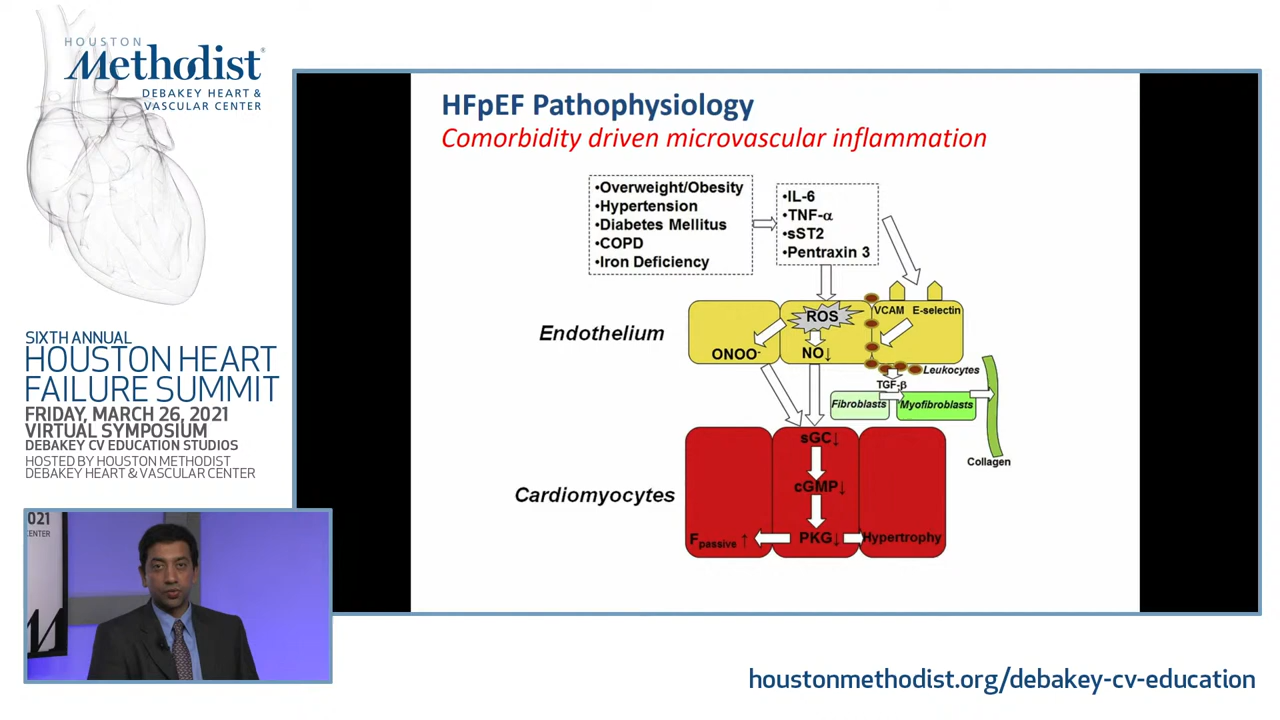 HOUSTON
Methodist®
DEBAKEY HEART &
VASCULAR CENTER
SIXTH ANNUAL
HOUSTON HEART
FAILURE SUMMIT
FRIDAY, MARCH 26, 2021
VIRTUAL SYMPOSIUM
DEBAKEY CV EDUCATION STUDIOS
HOSTED BY HOUSTON METHODIST
DEBAKEY HEART & VASCULAR CENTER
HFpEF Pathophysiology
Comorbidity driven microvascular inflammation
•Overweight/Obesity
•Hypertension
•Diabetes Mellitus
•COPD
•Iron Deficiency
•IL-6
•TNF-α
•sST2
•Pentraxin 3
Endothelium
ROS
VCAM
E-selectin
ONOO-
NO↓
Leukocytes
TGF-β
Fibroblasts
Myofibroblasts
Collagen
Cardiomyocytes
sGC↓
cGMP↓
Fpassive ↑
PKG↓
Hypertrophy
2021
CENTER
houstonmethodist.org/debakey-cv-education